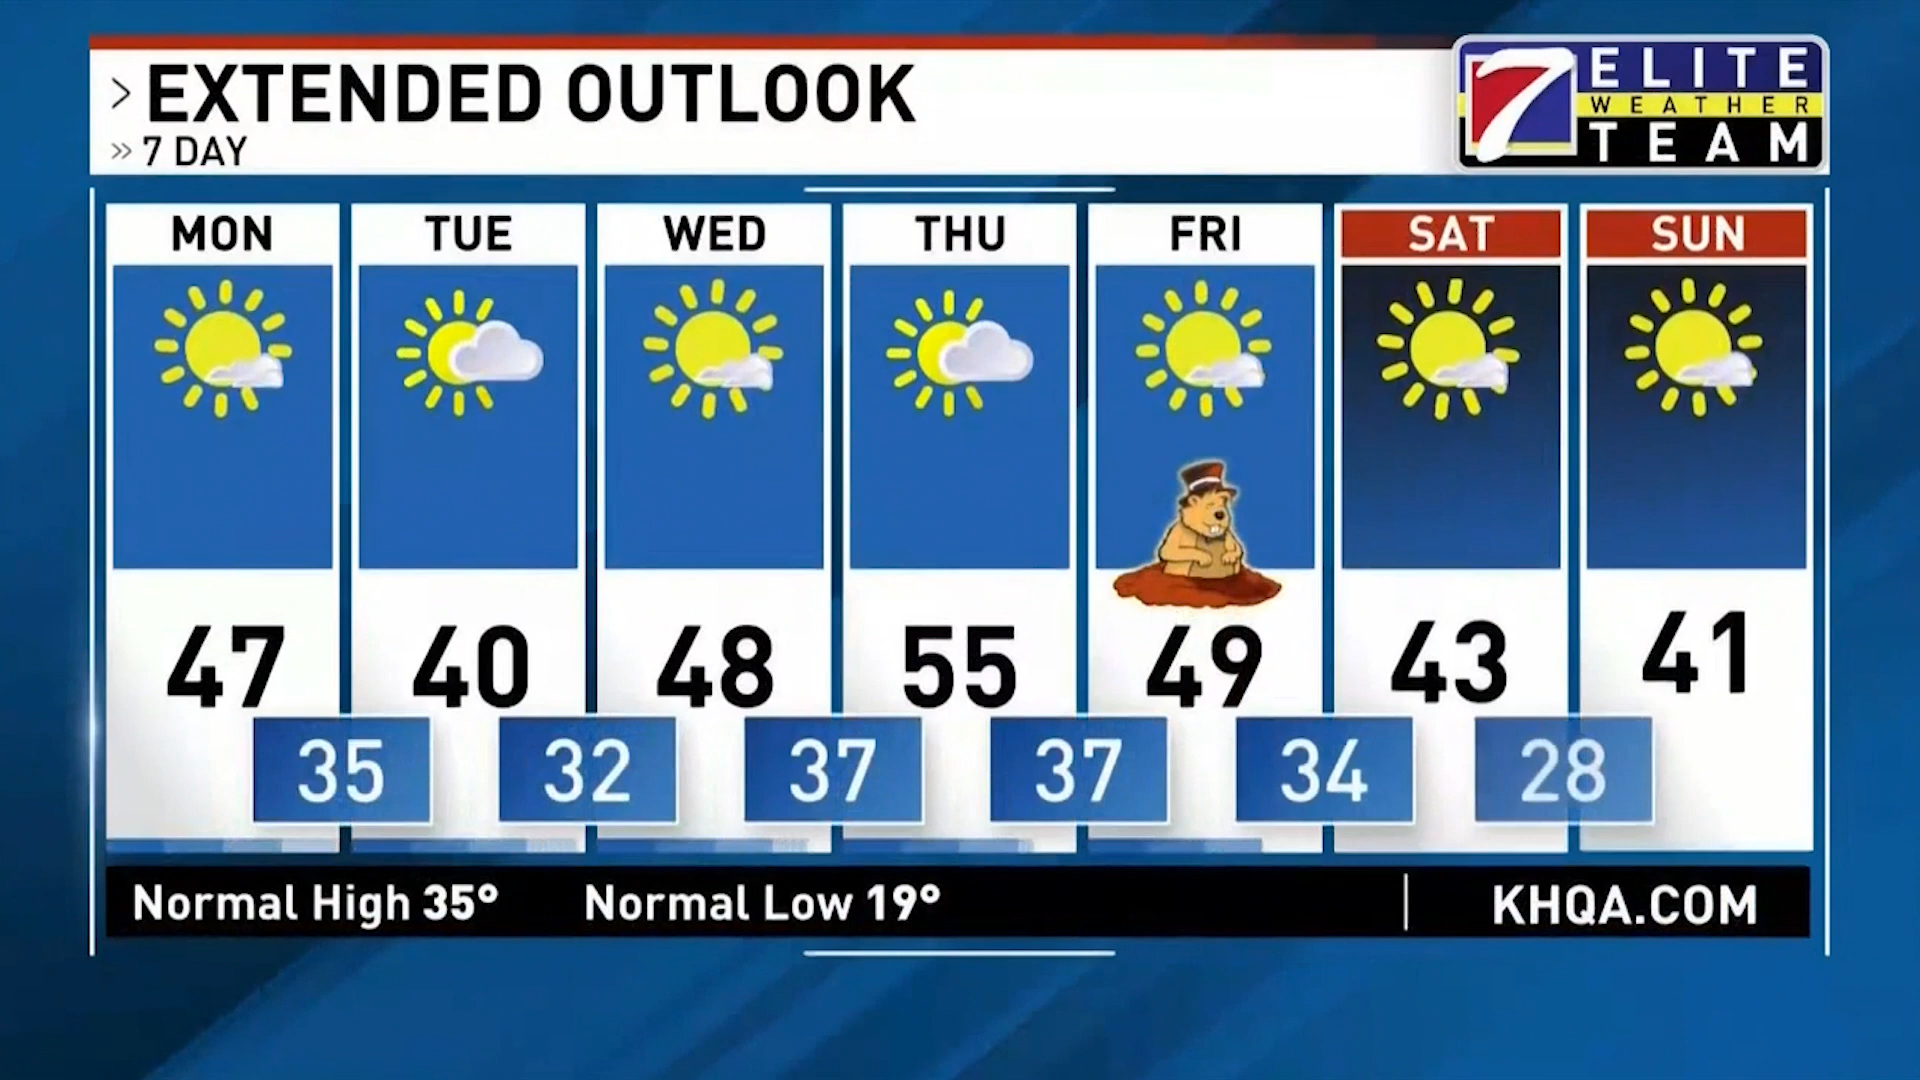 > EXTENDED OUTLOOK
» 7 DAY
7 ELITE
WEATHER
TEAM
MON TUE WED THU FRI SAT SUN
47 40 48 55 49 43 41
35 32 37 37 34 28
Normal High 35° Normal Low 19° | KHQA.COM